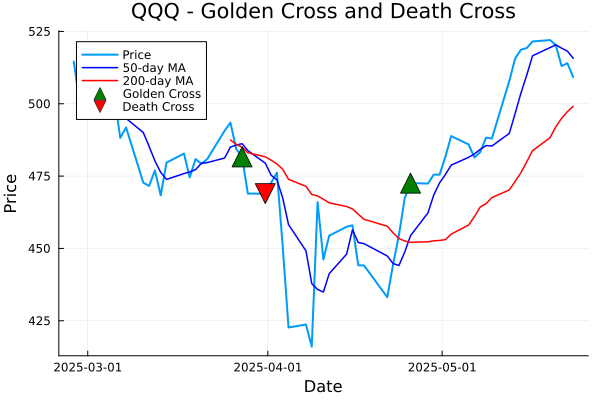 QQQ - Golden Cross and Death Cross
525
500
475
450
425
Price
Price
50-day MA
200-day MA
Golden Cross
Death Cross
2025-03-01
2025-04-01
2025-05-01
Date